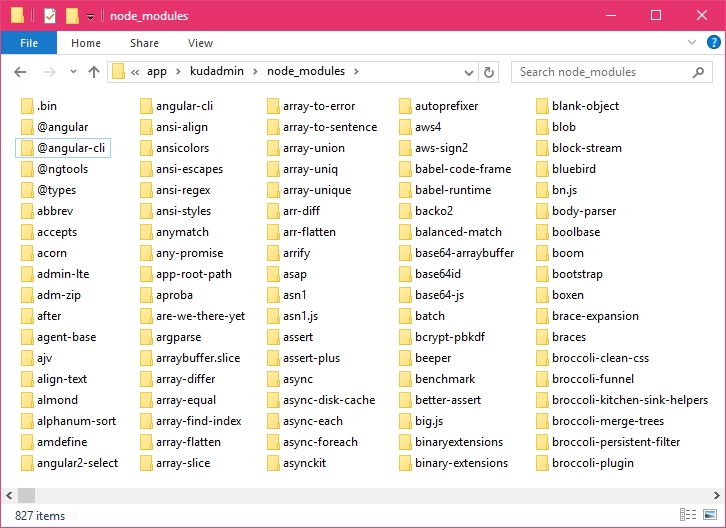 node_modules
File Home Share View
« app > kudadmin > node_modules > Search node_modules
.bin
@angular
@angular-cli
@ngtools
@types
abbrev
accepts
acorn
admin-lte
adm-zip
after
agent-base
ajv
align-text
almond
alphanum-sort
amdefine
angular2-select
angular-cli
ansi-align
ansicolors
ansi-escapes
ansi-regex
ansi-styles
anymatch
any-promise
app-root-path
aproba
are-we-there-yet
argparse
arraybuffer.slice
array-differ
array-equal
array-find-index
array-flatten
array-slice
array-to-error
array-to-sentence
array-union
array-uniq
array-unique
arr-diff
arr-flatten
arrify
asap
asn1
asn1.js
assert
assert-plus
async
async-disk-cache
async-each
async-foreach
asynckit
autoprefixer
aws4
aws-sign2
babel-code-frame
babel-runtime
backo2
balanced-match
base64-arraybuffer
base64id
base64-js
batch
bcrypt-pbkdf
beeper
benchmark
better-assert
big.js
binaryextensions
binary-extensions
blank-object
blob
block-stream
bluebird
bn.js
body-parser
boolbase
boom
bootstrap
boxen
brace-expansion
braces
broccoli-clean-css
broccoli-funnel
broccoli-kitchen-sink-helpers
broccoli-merge-trees
broccoli-persistent-filter
broccoli-plugin
827 items